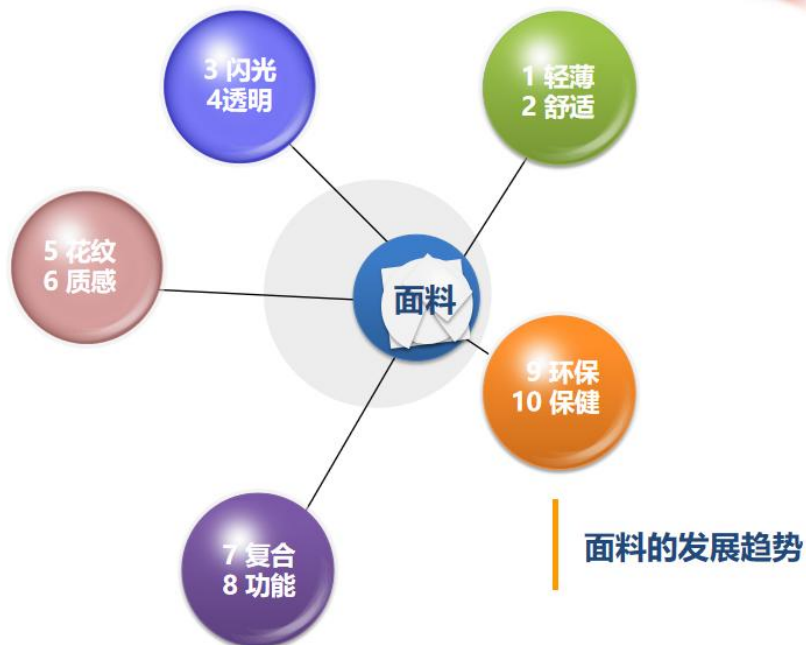 3 闪光
4透明
1 轻薄
2 舒适
5 花纹
6 质感
面料
9 环保
10 保健
7 复合
8 功能
面料的发展趋势